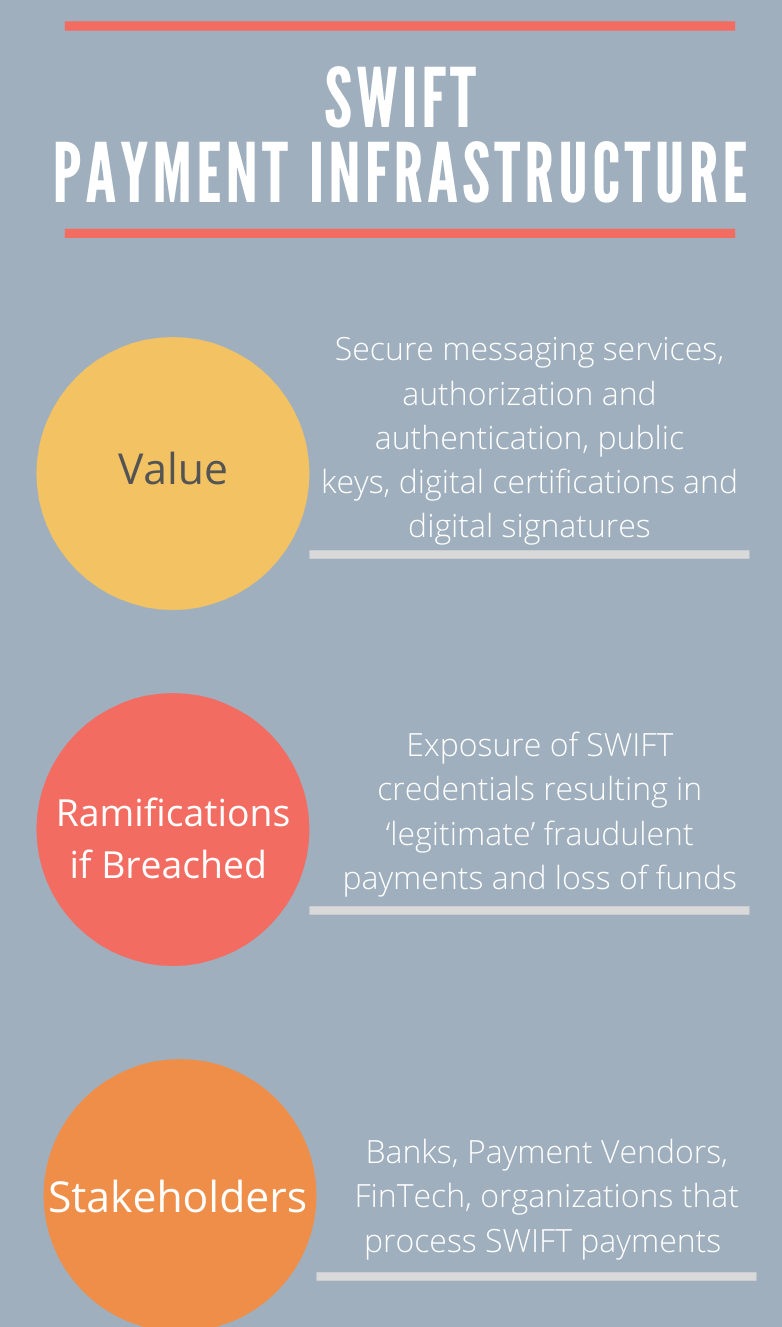 SWIFT
PAYMENT INFRASTRUCTURE
Value
Secure messaging services,
authorization and
authentication, public
keys, digital certifications and
digital signatures
Ramifications
if Breached
Exposure of SWIFT
credentials resulting in
‘legitimate’ fraudulent
payments and loss of funds
Stakeholders
Banks, Payment Vendors,
FinTech, organizations that
process SWIFT payments